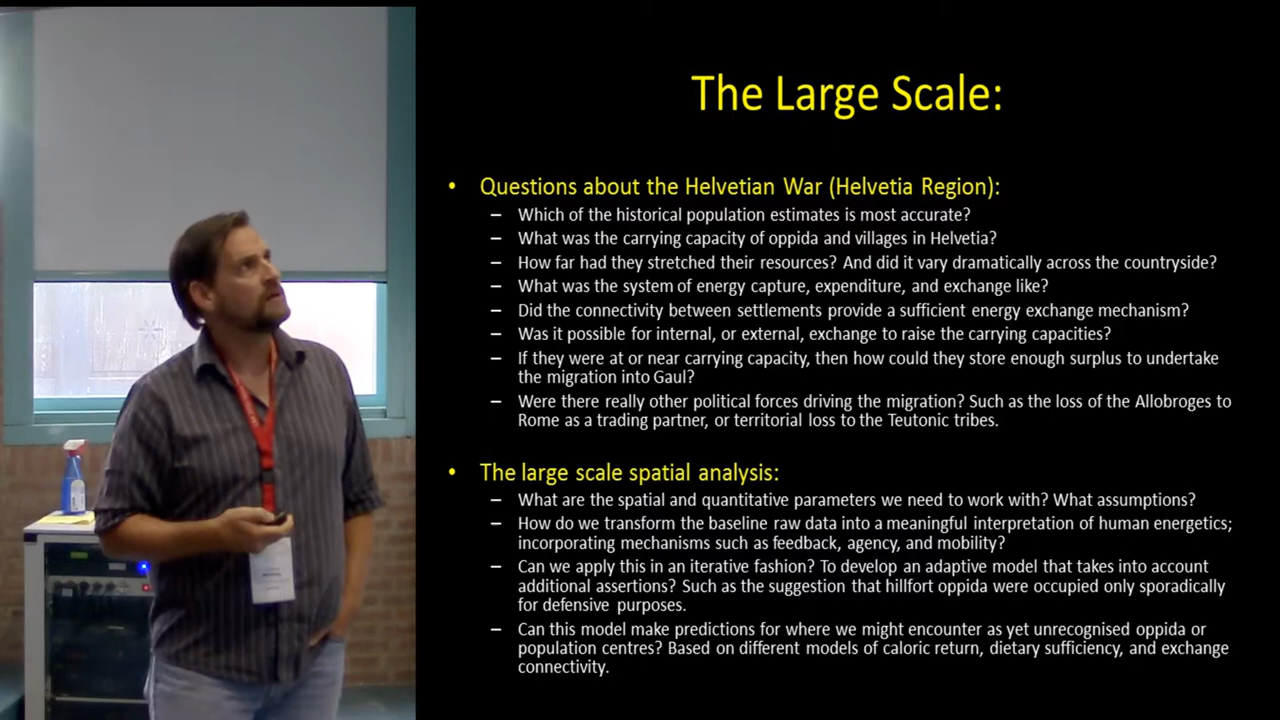 The Large Scale:
• Questions about the Helvetian War (Helvetia Region):
– Which of the historical population estimates is most accurate?
– What was the carrying capacity of oppida and villages in Helvetia?
– How far had they stretched their resources? And did it vary dramatically across the countryside?
– What was the system of energy capture, expenditure, and exchange like?
– Did the connectivity between settlements provide a sufficient energy exchange mechanism?
– Was it possible for internal, or external, exchange to raise the carrying capacities?
– If they were at or near carrying capacity, then how could they store enough surplus to undertake
the migration into Gaul?
– Were there really other political forces driving the migration? Such as the loss of the Allobroges to
Rome as a trading partner, or territorial loss to the Teutonic tribes.
• The large scale spatial analysis:
– What are the spatial and quantitative parameters we need to work with? What assumptions?
– How do we transform the baseline raw data into a meaningful interpretation of human energetics;
incorporating mechanisms such as feedback, agency, and mobility?
– Can we apply this in an iterative fashion? To develop an adaptive model that takes into account
additional assertions? Such as the suggestion that hillfort oppida were occupied only sporadically
for defensive purposes.
– Can this model make predictions for where we might encounter as yet unrecognised oppida or
population centres? Based on different models of caloric return, dietary sufficiency, and exchange
connectivity.